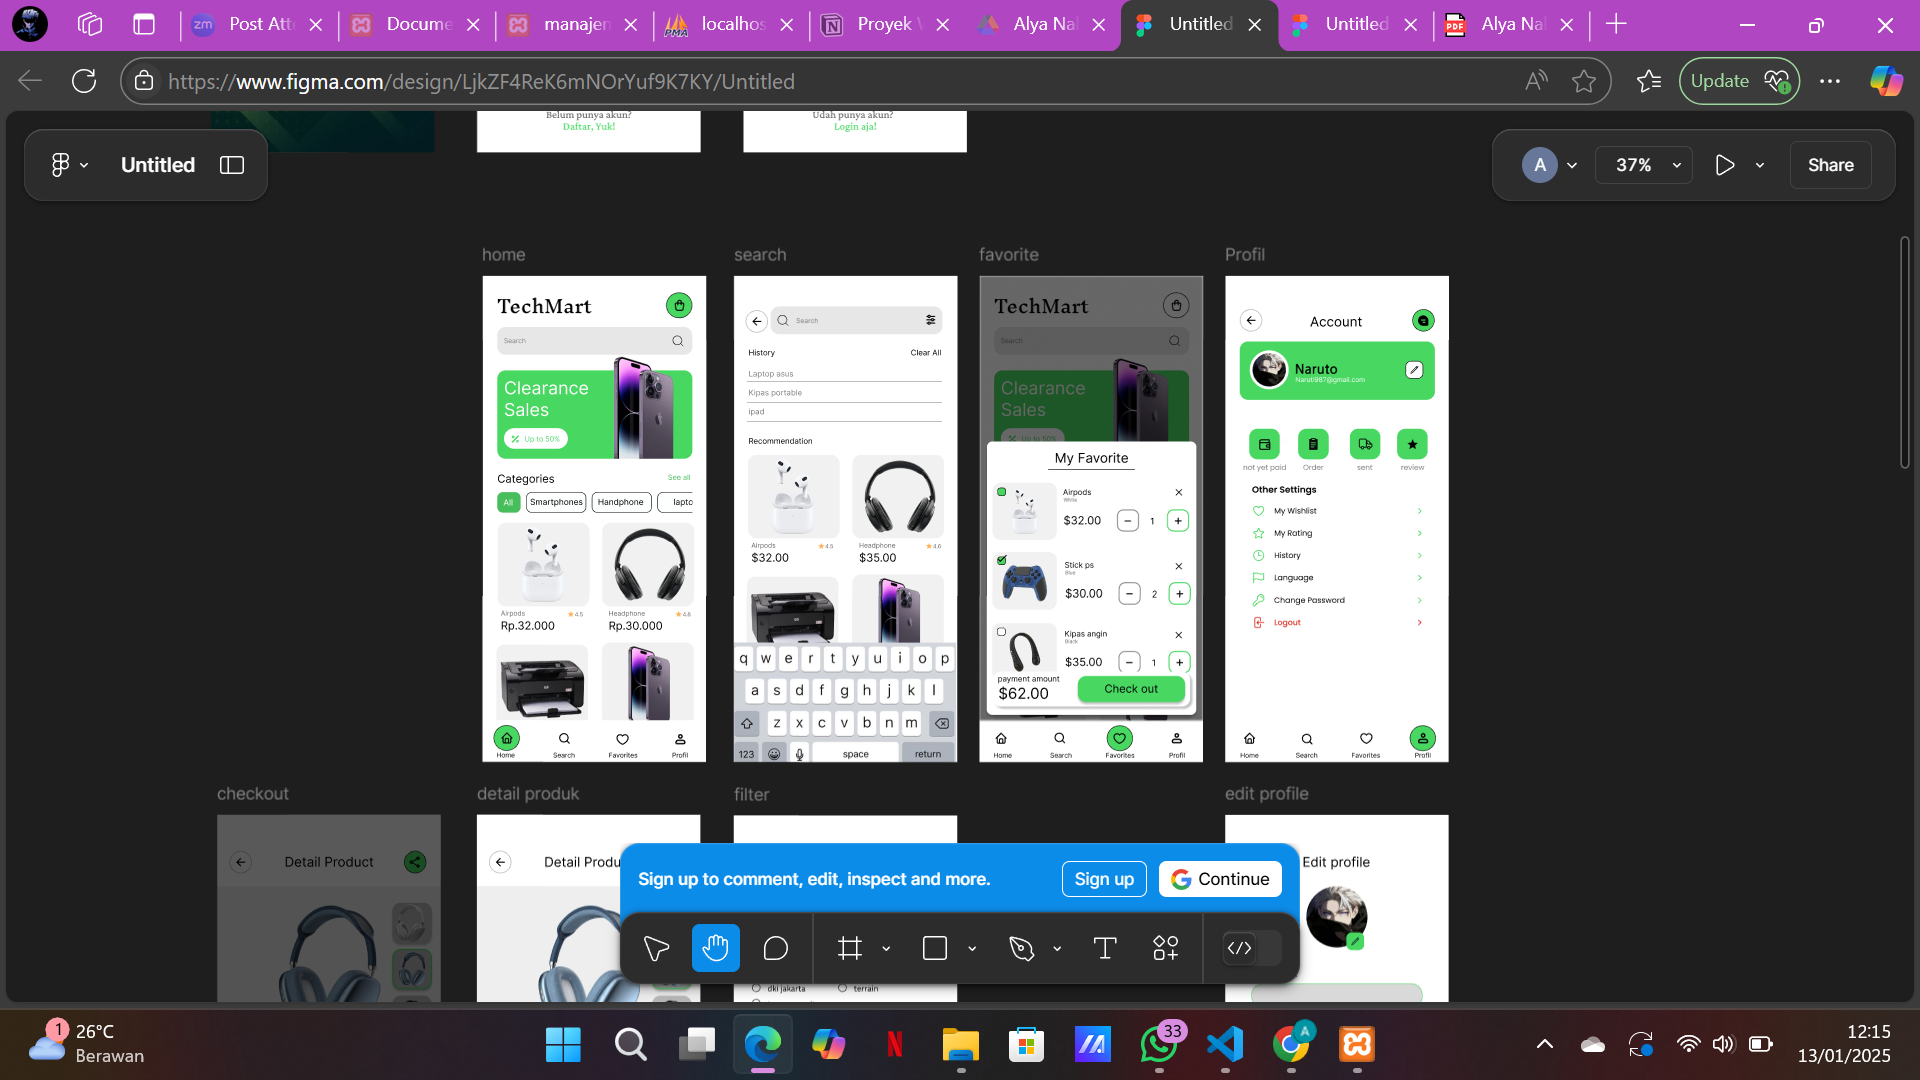 Post Atte
Docume
manajem
localhos
Proyek W
Alya Nal
Untitled
Untitled
Alya Nal
https://www.figma.com/design/LjkZF4ReK6mNOrYuf9K7KY/Untitled
Update
Belum punya akun?
Daftar, Yuk!
Udah punya akun?
Login aja!
Untitled
A
37%
Share
home
TechMart
Search
Clearance
Sales
Up to 50%
Categories
See all
All
Smartphones
Handphone
lapto
Airpods
4.5
Rp.32.000
Headphone
4.6
Rp.30.000
Home
Search
Favorites
Profil
search
Search
History
Clear All
Laptop asus
Kipas portable
ipad
Recommendation
Airpods
4.5
$32.00
Headphone
4.6
$35.00
q w e r t y u i o p
a s d f g h j k l
z x c v b n m
123
space
return
favorite
TechMart
Search
Clearance
Sales
Up to 50%
My Favorite
Airpods
White
$32.00
1
Stick ps
Blue
$30.00
2
Kipas angin
Black
$35.00
1
payment amount
$62.00
Check out
Home
Search
Favorites
Profil
Profil
Account
Naruto
Naruti987@gmail.com
not yet paid
Order
sent
review
Other Settings
My Wishlist
My Rating
History
Language
Change Password
Logout
Home
Search
Favorites
Profil
checkout
Detail Product
detail produk
Detail Produ
filter
dki jakarta
terrain
edit profile
Edit profile
Sign up to comment, edit, inspect and more.
Sign up
Continue
1
26°C
Berawan
33
A
12:15
13/01/2025